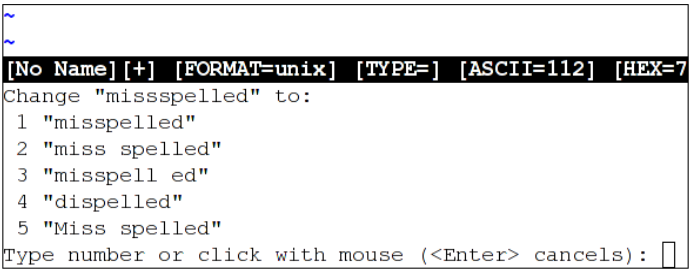 ~
~
[No Name][+] [FORMAT=unix] [TYPE=] [ASCII=112] [HEX=7
Change "missspelled" to:
1 "misspelled"
2 "miss spelled"
3 "misspell ed"
4 "dispelled"
5 "Miss spelled"
Type number or click with mouse (<Enter> cancels):